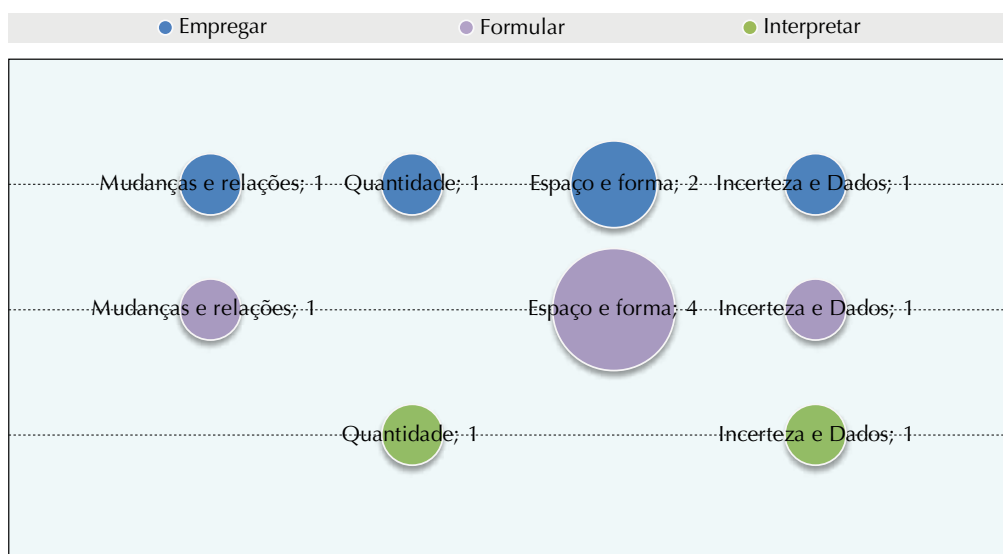 Empregar Formular Interpretar
Mudanças e relações; 1 Quantidade; 1 Espaço e forma; 2 Incerteza e Dados; 1
Mudanças e relações; 1 Espaço e forma; 4 Incerteza e Dados; 1
Quantidade; 1 Incerteza e Dados; 1